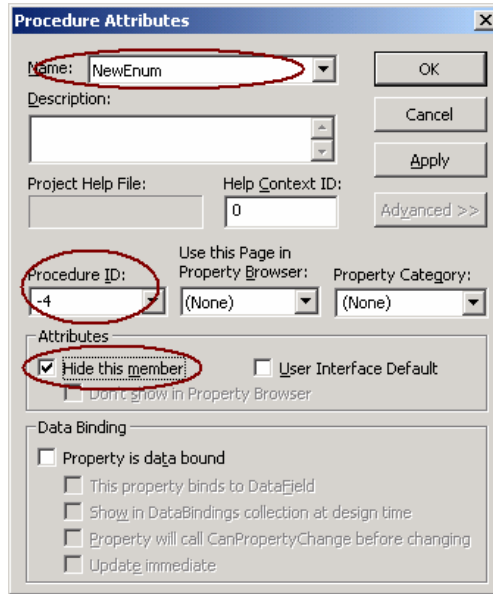 Procedure Attributes
Name: NewEnum
OK
Description:
Cancel
Apply
Project Help File:
Help Context ID:
0
Advanced >>
Procedure ID:
Use this Page in
Property Browser:
Property Category:
-4
(None)
(None)
Attributes
Hide this member
User Interface Default
Don't show in Property Browser
Data Binding
Property is data bound
This property binds to DataField
Show in DataBindings collection at design time
Property will call CanPropertyChange before changing
Update immediate